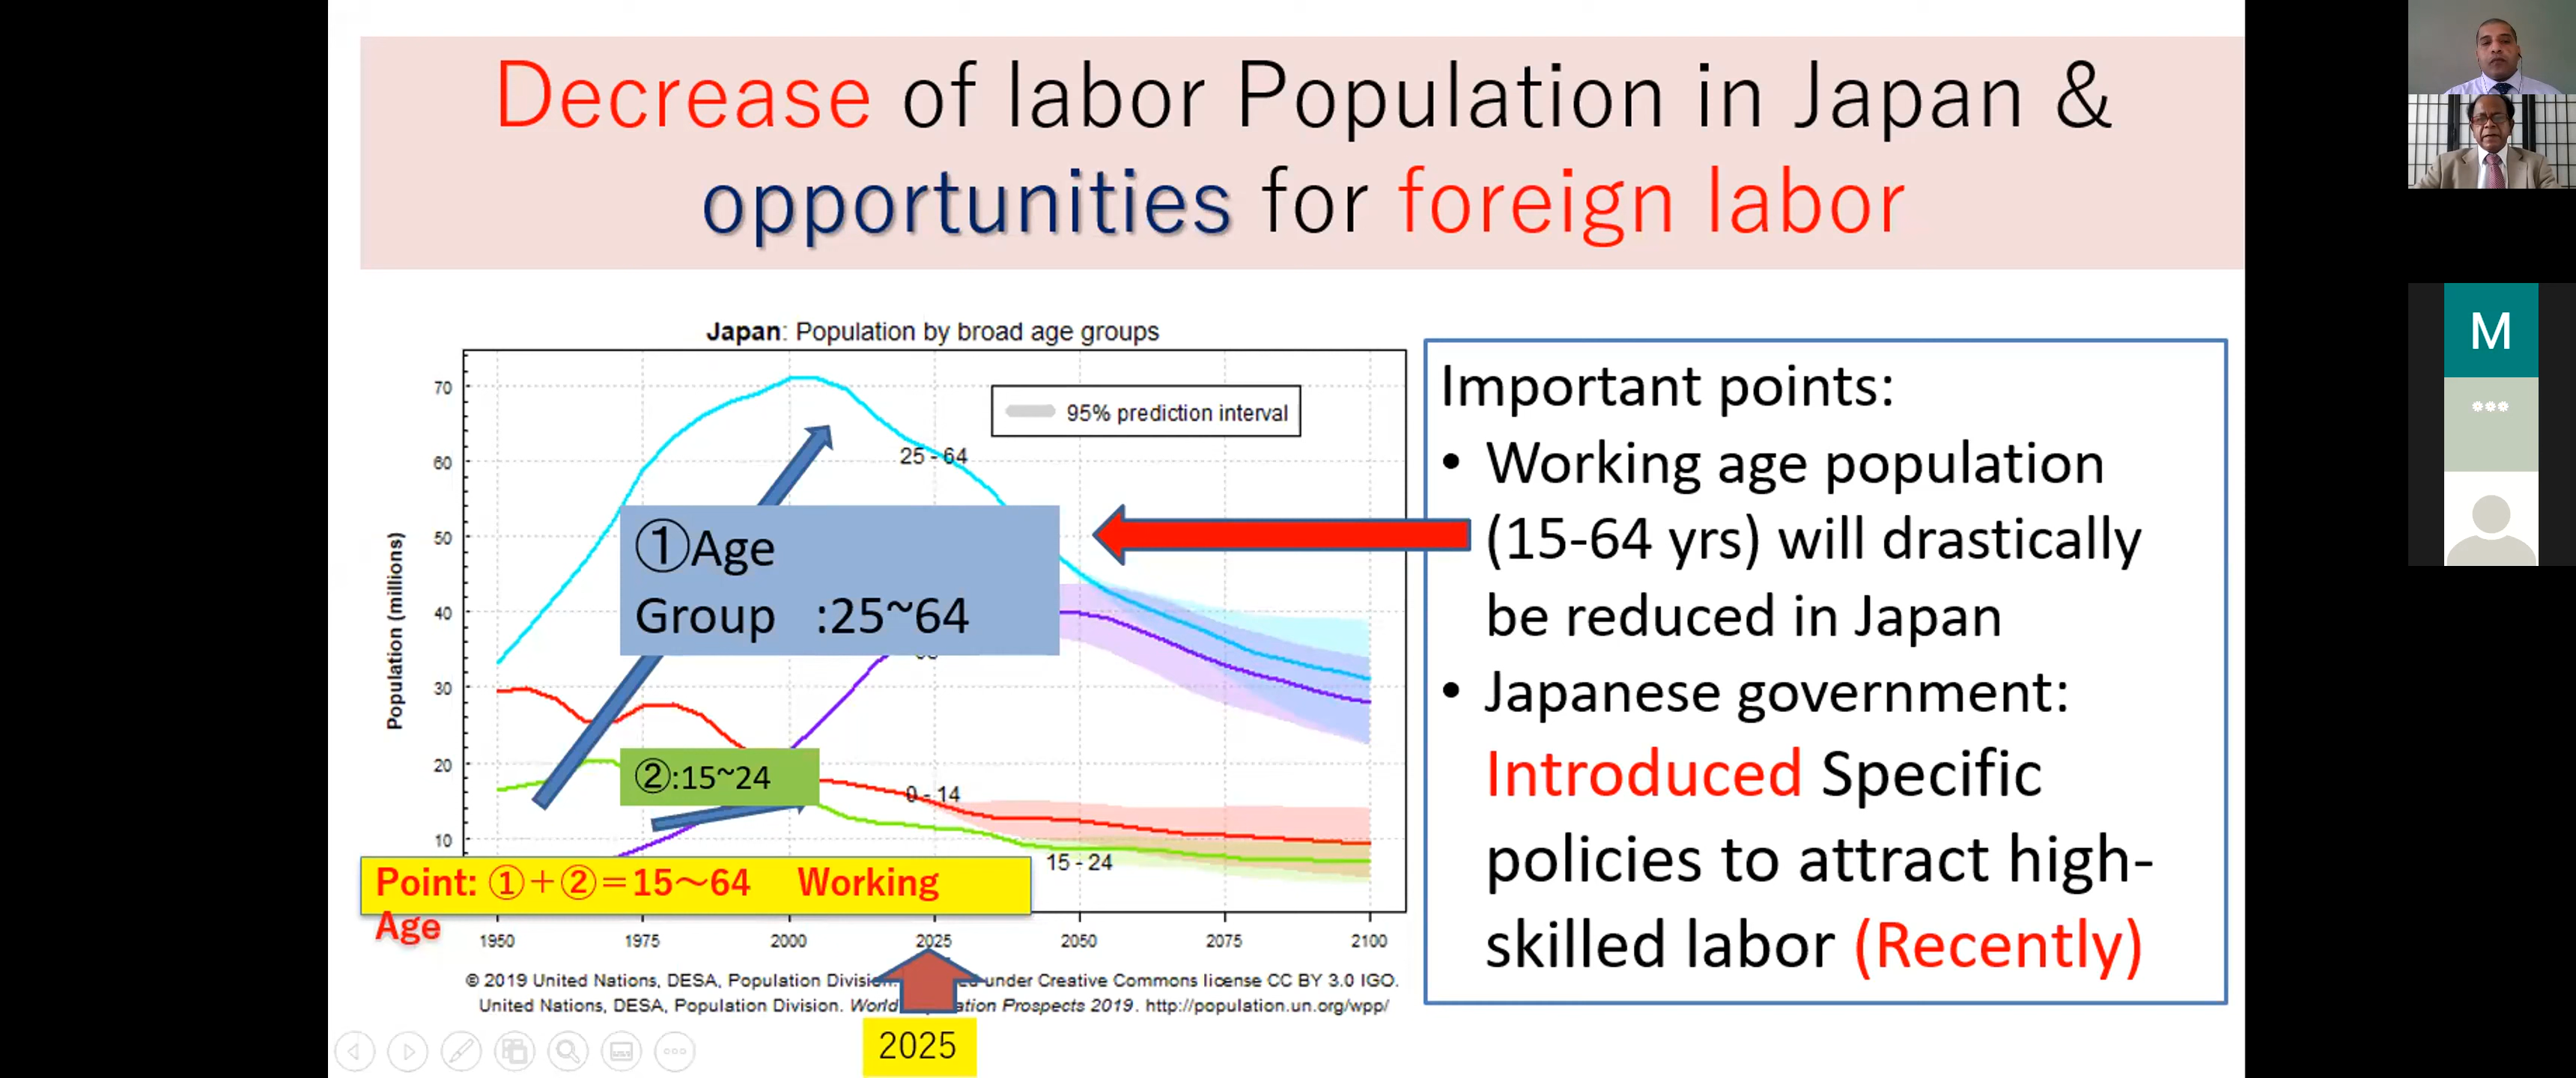 Decrease of labor Population in Japan &
opportunities for foreign labor
Japan: Population by broad age groups
95% prediction interval
25 - 64
①Age
Group :25~64
②:15~24
0 - 14
15 - 24
Population (millions)
70
60
50
40
30
20
10
Point: ①+②=15～64 Working
Age
1950 1975 2000 2025 2050 2075 2100
© 2019 United Nations, DESA, Population under Creative Commons license CC BY 3.0 IGO.
United Nations, DESA, Population Division. World Prospects 2019. http://population.un.org/wpp/
2025
Important points:
• Working age population
(15-64 yrs) will drastically
be reduced in Japan
• Japanese government:
Introduced Specific
policies to attract high-
skilled labor (Recently)
M